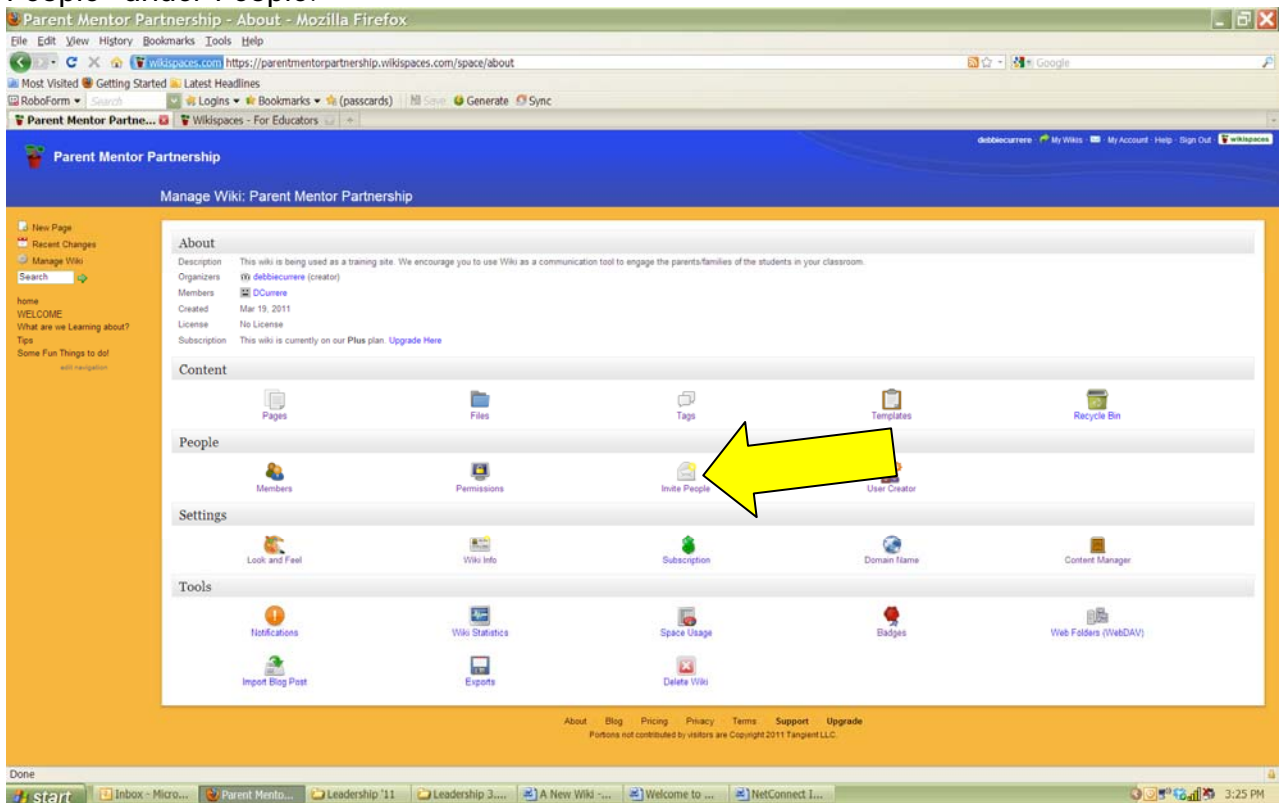 Parent Mentor Partnership - About - Mozilla Firefox
File Edit View History Bookmarks Tools Help
wikispaces.com https://parentmentorpartnership.wikispaces.com/space/about Google
Most Visited Getting Started Latest Headlines
RoboForm Search Logins Bookmarks (passcards) Save Generate Sync
Parent Mentor Partne... Wikispaces - For Educators
debbiecurrere My Wikis My Account Help Sign Out wikispaces
Parent Mentor Partnership
Manage Wiki: Parent Mentor Partnership
New Page
Recent Changes
Manage Wiki
Search
home
WELCOME
What are we Learning about?
Tips
Some Fun Things to do!
edit navigation
About
Description This wiki is being used as a training site. We encourage you to use Wiki as a communication tool to engage the parents/families of the students in your classroom.
Organizers debbiecurrere (creator)
Members DCurrere
Created Mar 19, 2011
License No License
Subscription This wiki is currently on our Plus plan. Upgrade Here
Content
Pages Files Tags Templates Recycle Bin
People
Members Permissions Invite People User Creator
Settings
Look and Feel Wiki Info Subscription Domain Name Content Manager
Tools
Notifications Wiki Statistics Space Usage Badges Web Folders (WebDAV)
Import Blog Post Exports Delete Wiki
About Blog Pricing Privacy Terms Support Upgrade
Portions not contributed by visitors are Copyright 2011 Tangient LLC.
Done
start Inbox - Micro... Parent Mento... Leadership '11 Leadership 3.... A New Wiki -... Welcome to ... NetConnect I... 3:25 PM